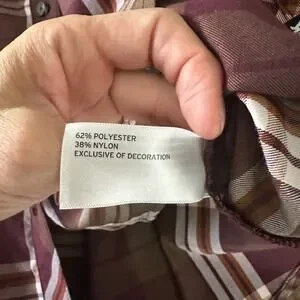 62% POLYESTER
38% NYLON
EXCLUSIVE OF DECORATION